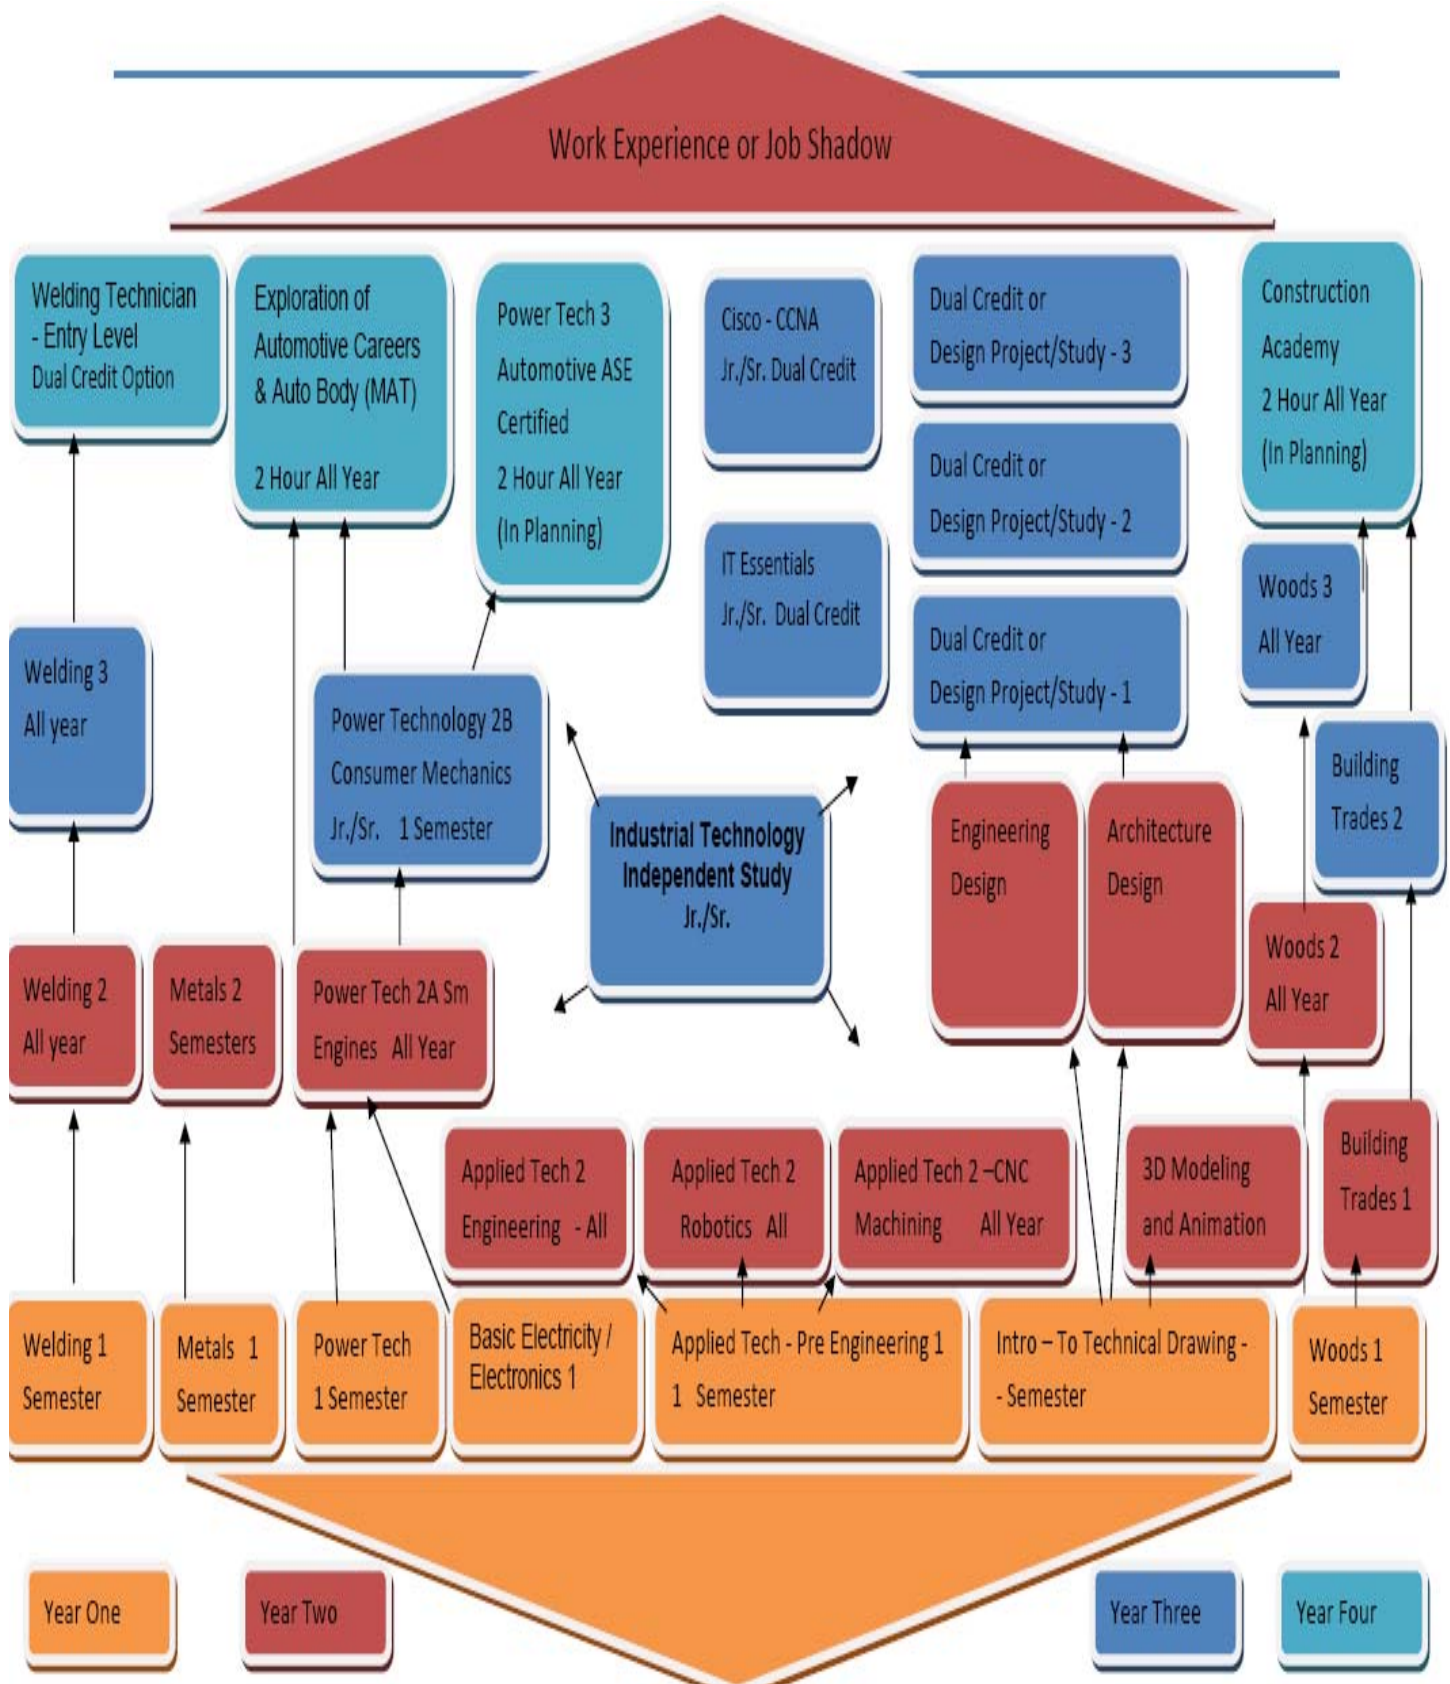 Work Experience or Job Shadow
Welding Technician
- Entry Level
Dual Credit Option
Exploration of
Automotive Careers
& Auto Body (MAT)
2 Hour All Year
Power Tech 3
Automotive ASE
Certified
2 Hour All Year
(In Planning)
Cisco - CCNA
Jr./Sr. Dual Credit
Dual Credit or
Design Project/Study - 3
Construction
Academy
2 Hour All Year
(In Planning)
Dual Credit or
Design Project/Study - 2
IT Essentials
Jr./Sr. Dual Credit
Dual Credit or
Design Project/Study - 1
Woods 3
All Year
Welding 3
All year
Power Technology 2B
Consumer Mechanics
Jr./Sr. 1 Semester
Industrial Technology
Independent Study
Jr./Sr.
Engineering
Design
Architecture
Design
Building
Trades 2
Welding 2
All year
Metals 2
Semesters
Power Tech 2A Sm
Engines All Year
Woods 2
All Year
Applied Tech 2
Engineering - All
Applied Tech 2
Robotics All
Applied Tech 2 –CNC
Machining All Year
3D Modeling
and Animation
Building
Trades 1
Welding 1
Semester
Metals 1
Semester
Power Tech
1 Semester
Basic Electricity /
Electronics 1
Applied Tech - Pre Engineering 1
1 Semester
Intro – To Technical Drawing -
- Semester
Woods 1
Semester
Year One
Year Two
Year Three
Year Four